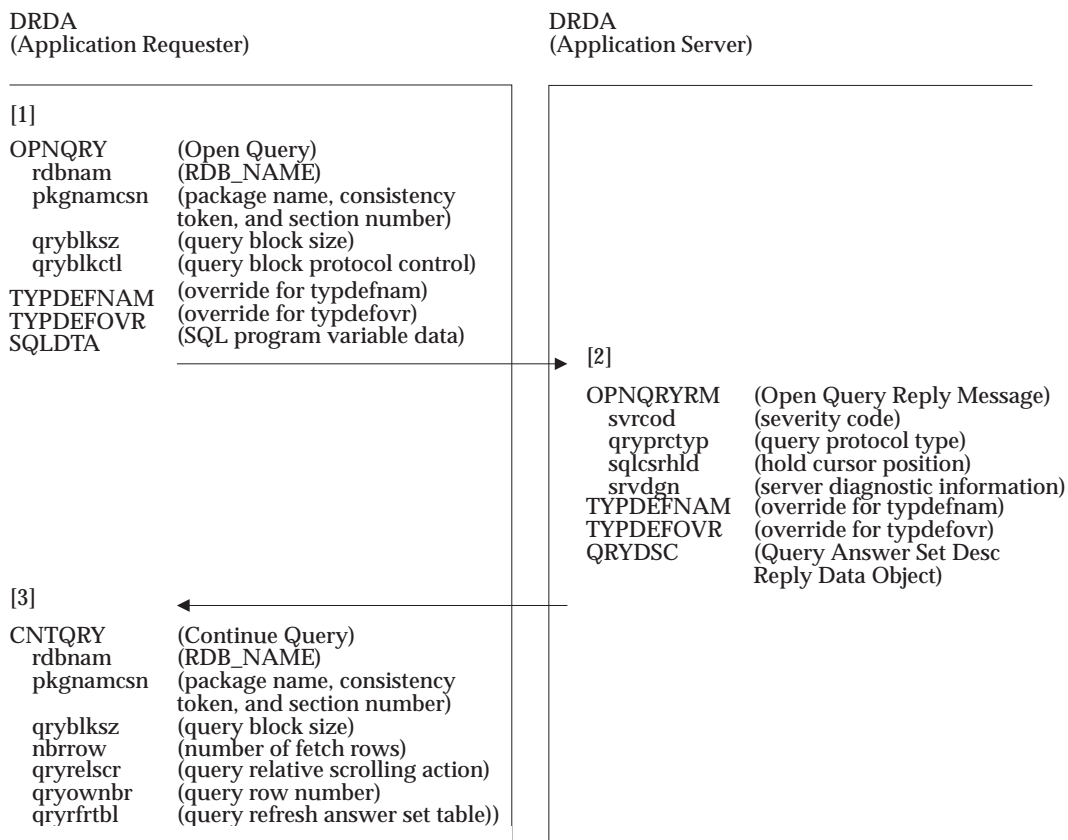 DRDA
(Application Requester)
DRDA
(Application Server)
[1]
OPNQRY (Open Query)
rdbnam (RDB_NAME)
pkgnamcsn (package name, consistency
token, and section number)
qryblksz (query block size)
qryblkctl (query block protocol control)
TYPDEFNAM (override for typdefnam)
TYPDEFOVR (override for typdefovr)
SQLDTA (SQL program variable data)
[2]
OPNQRYRM (Open Query Reply Message)
svrcod (severity code)
qryprctyp (query protocol type)
sqlcsrhld (hold cursor position)
srvdgn (server diagnostic information)
TYPDEFNAM (override for typdefnam)
TYPDEFOVR (override for typdefovr)
QRYDSC (Query Answer Set Desc
Reply Data Object)
[3]
CNTQRY (Continue Query)
rdbnam (RDB_NAME)
pkgnamcsn (package name, consistency
token, and section number)
qryblksz (query block size)
nbrrow (number of fetch rows)
qryrelscr (query relative scrolling action)
qryownbr (query row number)
qryrfrtbl (query refresh answer set table))